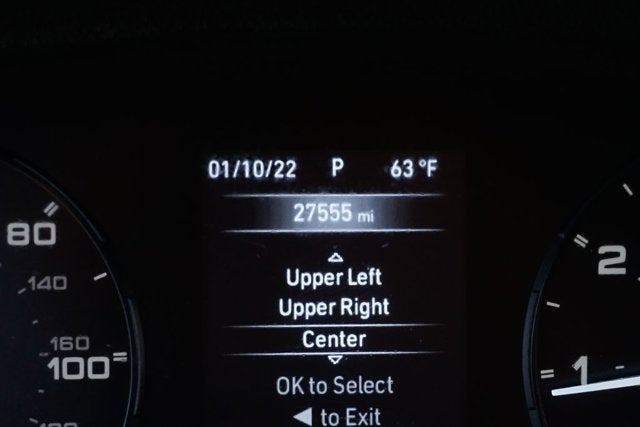 01/10/22 P 63 °F
27555 mi
Upper Left
Upper Right
Center
OK to Select
◀ to Exit
80
140
160
100
2
1